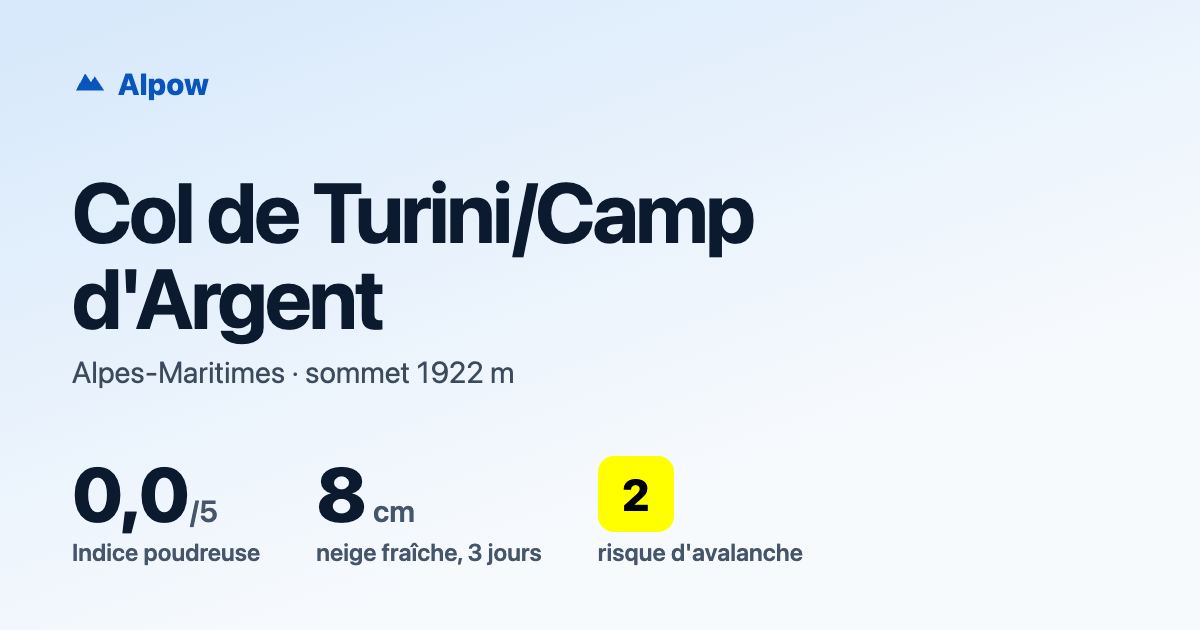 Alpow
Col de Turini/Camp
d'Argent
Alpes-Maritimes · sommet 1922 m
0,0/5
8 cm
2
Indice poudreuse
neige fraîche, 3 jours
risque d'avalanche